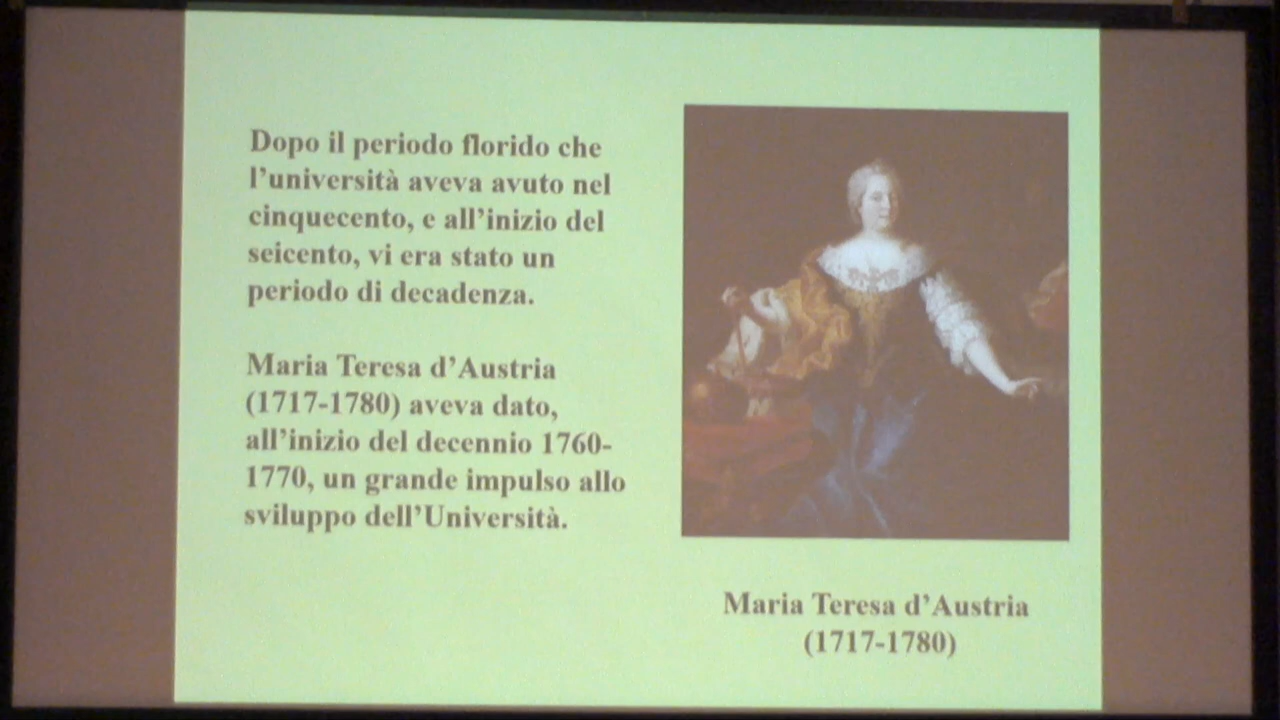 Dopo il periodo florido che
l’università aveva avuto nel
cinquecento, e all’inizio del
seicento, vi era stato un
periodo di decadenza.
Maria Teresa d’Austria
(1717-1780) aveva dato,
all’inizio del decennio 1760-
1770, un grande impulso allo
sviluppo dell’Università.
Maria Teresa d’Austria
(1717-1780)